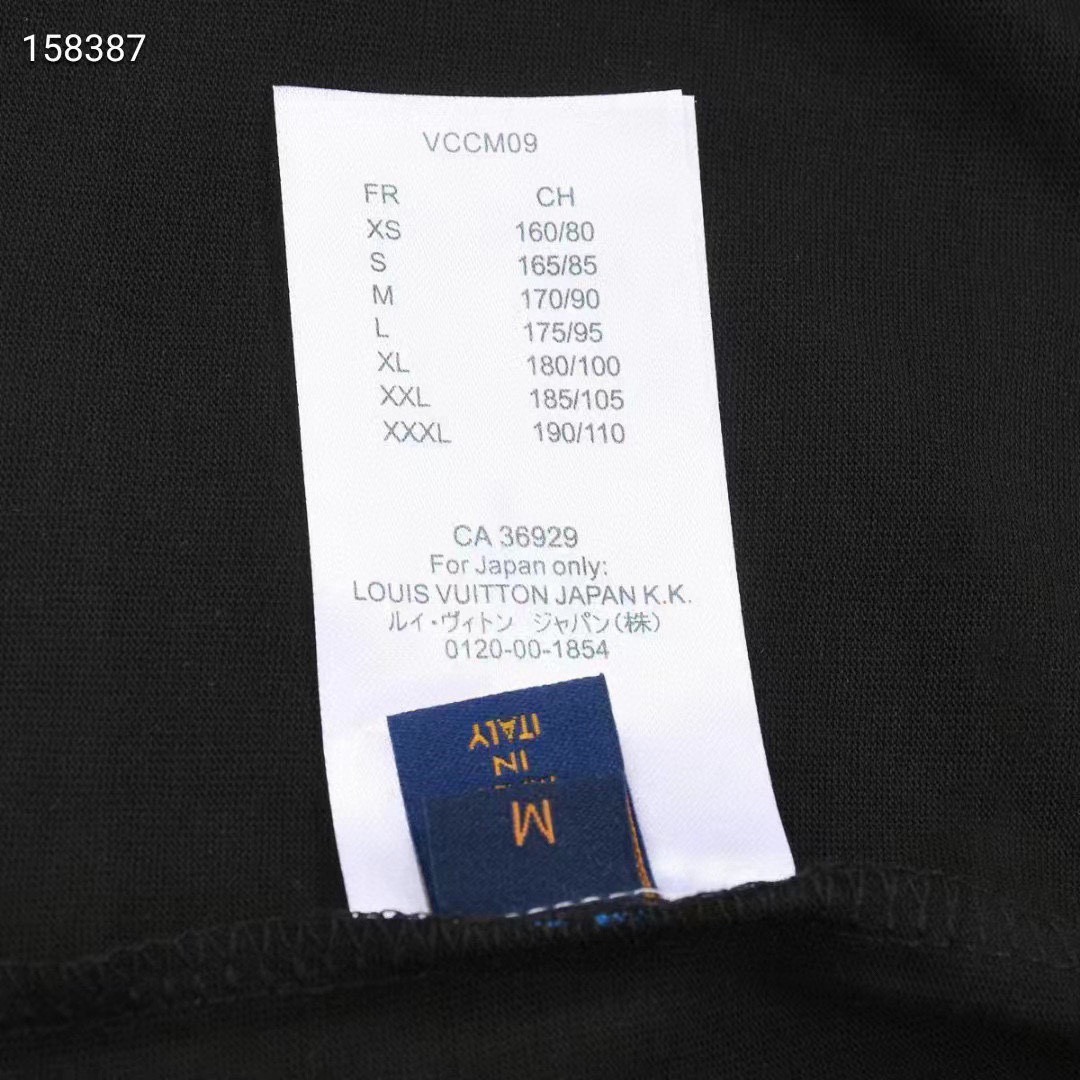 158387
VCCM09
FR CH
XS 160/80
S 165/85
M 170/90
L 175/95
XL 180/100
XXL 185/105
XXXL 190/110
CA 36929
For Japan only:
LOUIS VUITTON JAPAN K.K.
ルイ・ヴィトン ジャパン(株)
0120-00-1854
ITALY
IN
M